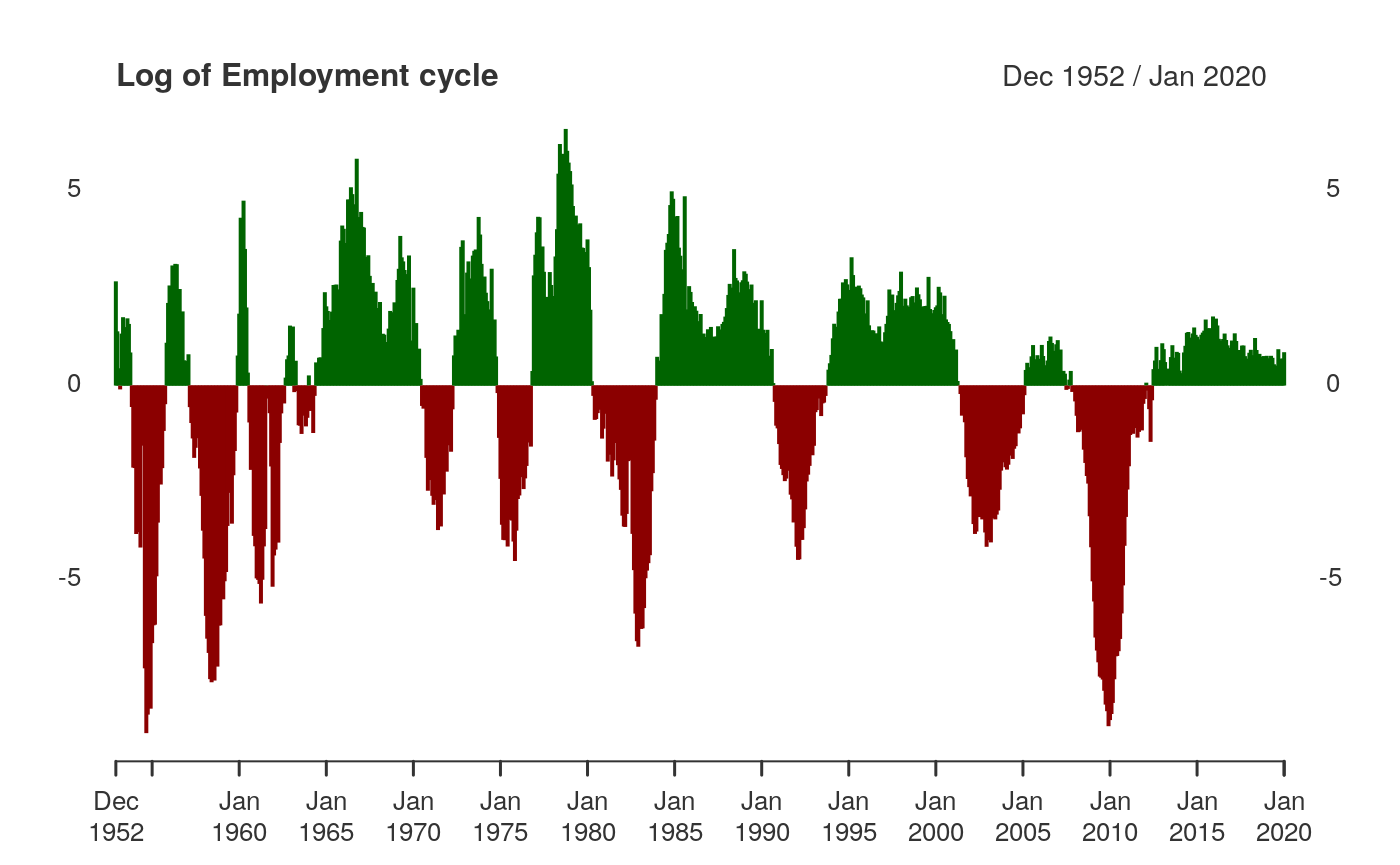 Log of Employment cycle Dec 1952 / Jan 2020
5 5
0 0
-5 -5
Dec Jan Jan Jan Jan Jan Jan Jan Jan Jan Jan Jan Jan Jan
1952 1960 1965 1970 1975 1980 1985 1990 1995 2000 2005 2010 2015 2020